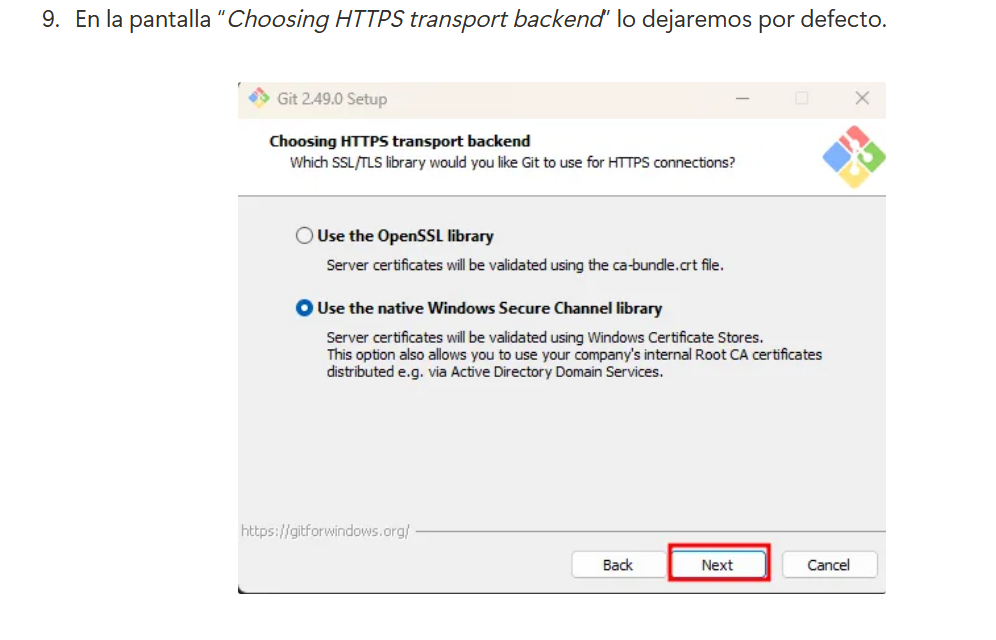 9. En la pantalla “Choosing HTTPS transport backend” lo dejaremos por defecto.
Git 2.49.0 Setup
Choosing HTTPS transport backend
Which SSL/TLS library would you like Git to use for HTTPS connections?
Use the OpenSSL library
Server certificates will be validated using the ca-bundle.crt file.
Use the native Windows Secure Channel library
Server certificates will be validated using Windows Certificate Stores.
This option also allows you to use your company's internal Root CA certificates
distributed e.g. via Active Directory Domain Services.
https://gitforwindows.org/
Back Next Cancel